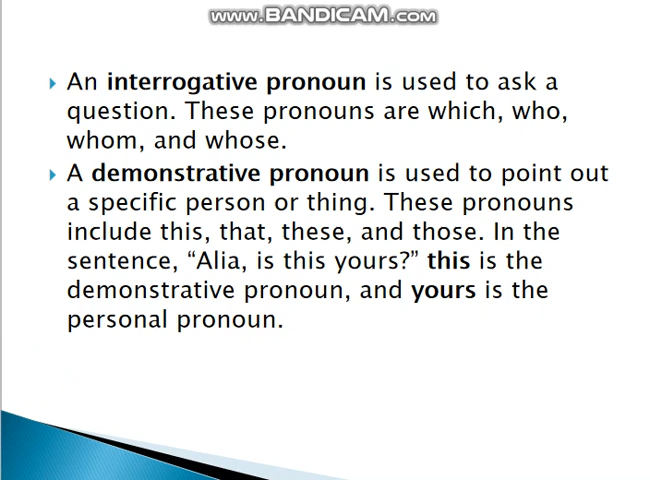 www.BANDICAM.com
An interrogative pronoun is used to ask a
question. These pronouns are which, who,
whom, and whose.
A demonstrative pronoun is used to point out
a specific person or thing. These pronouns
include this, that, these, and those. In the
sentence, “Alia, is this yours?” this is the
demonstrative pronoun, and yours is the
personal pronoun.